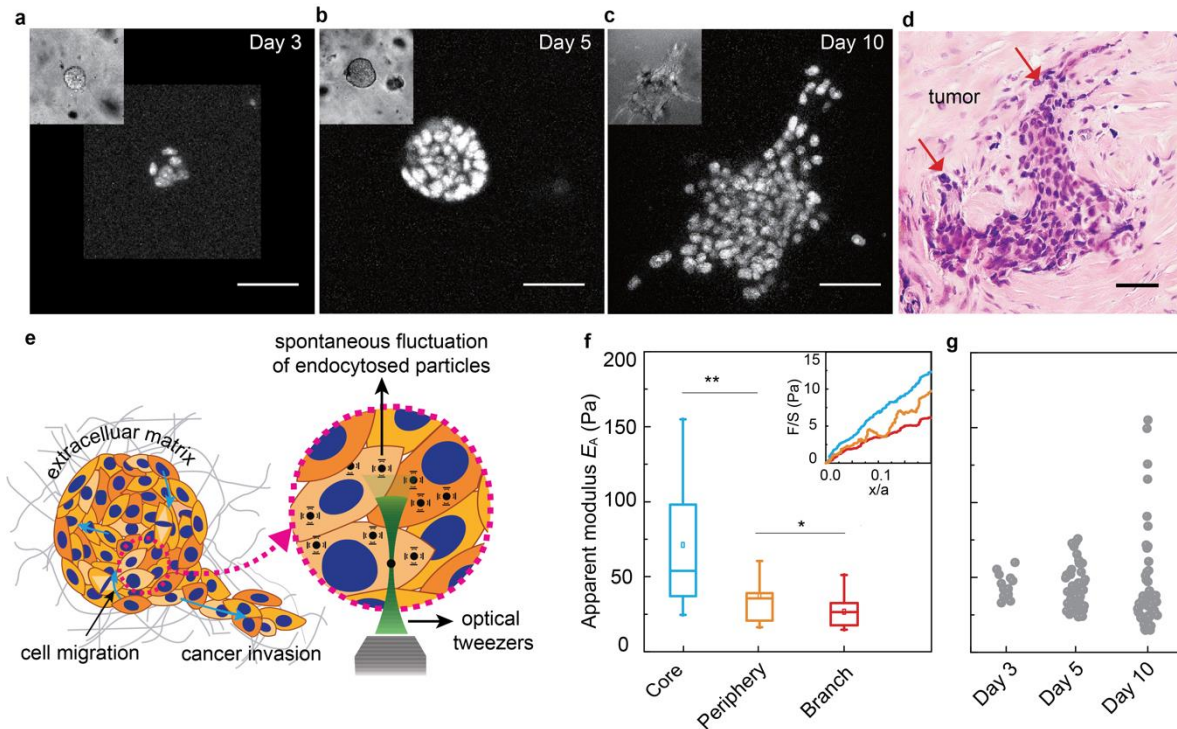 a
Day 3
b
Day 5
c
Day 10
d
tumor
e
spontaneous fluctuation
of endocytosed particles
extracelluar matrix
cell migration
cancer invasion
optical
tweezers
f
Apparent modulus EA (Pa)
200
150
100
50
0
**
*
F/S (Pa)
15
10
5
0
0.0
0.1
x/a
Core
Periphery
Branch
g
Day 3
Day 5
Day 10